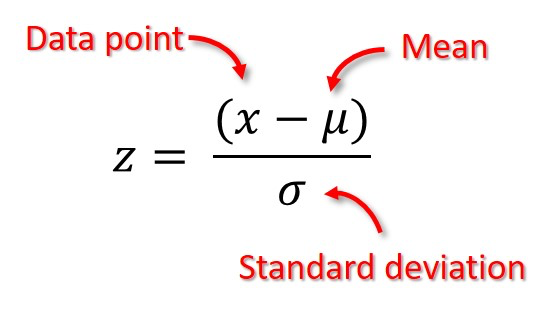 Data point
Mean
z = (x − μ) / σ
Standard deviation